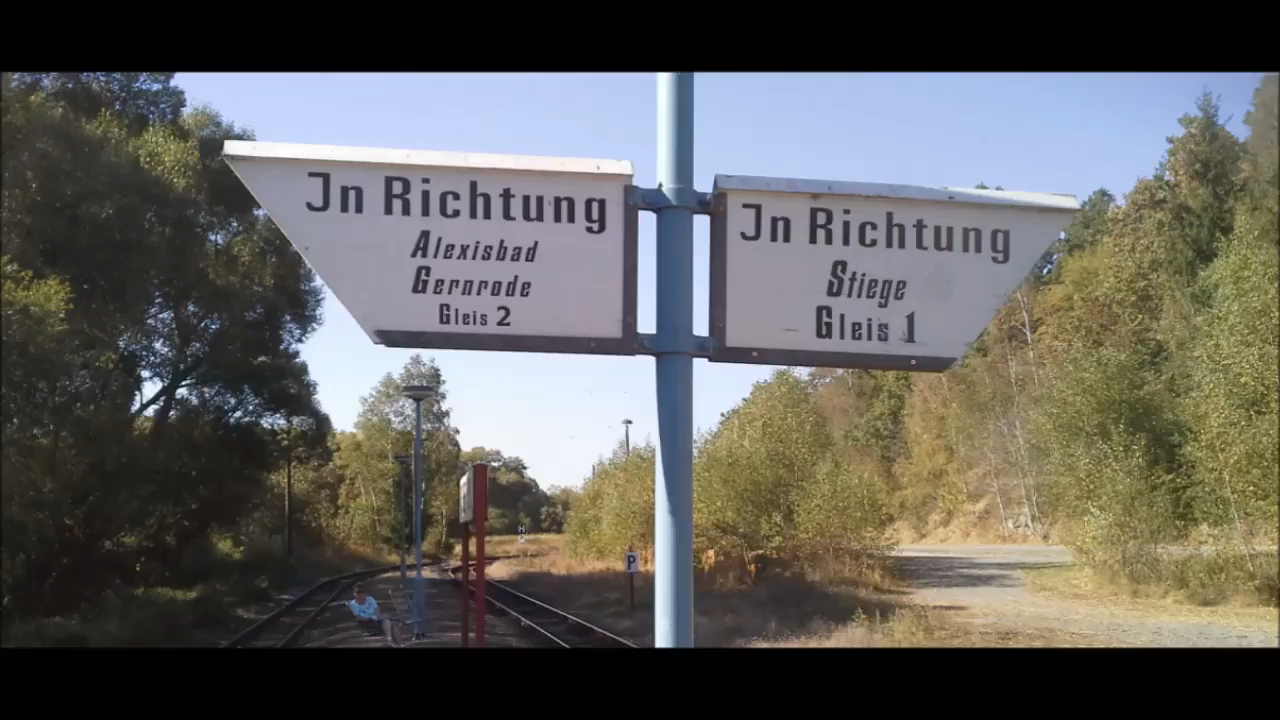 Jn Richtung
Alexisbad
Gernrode
Gleis 2
Jn Richtung
Stiege
Gleis 1
H
P